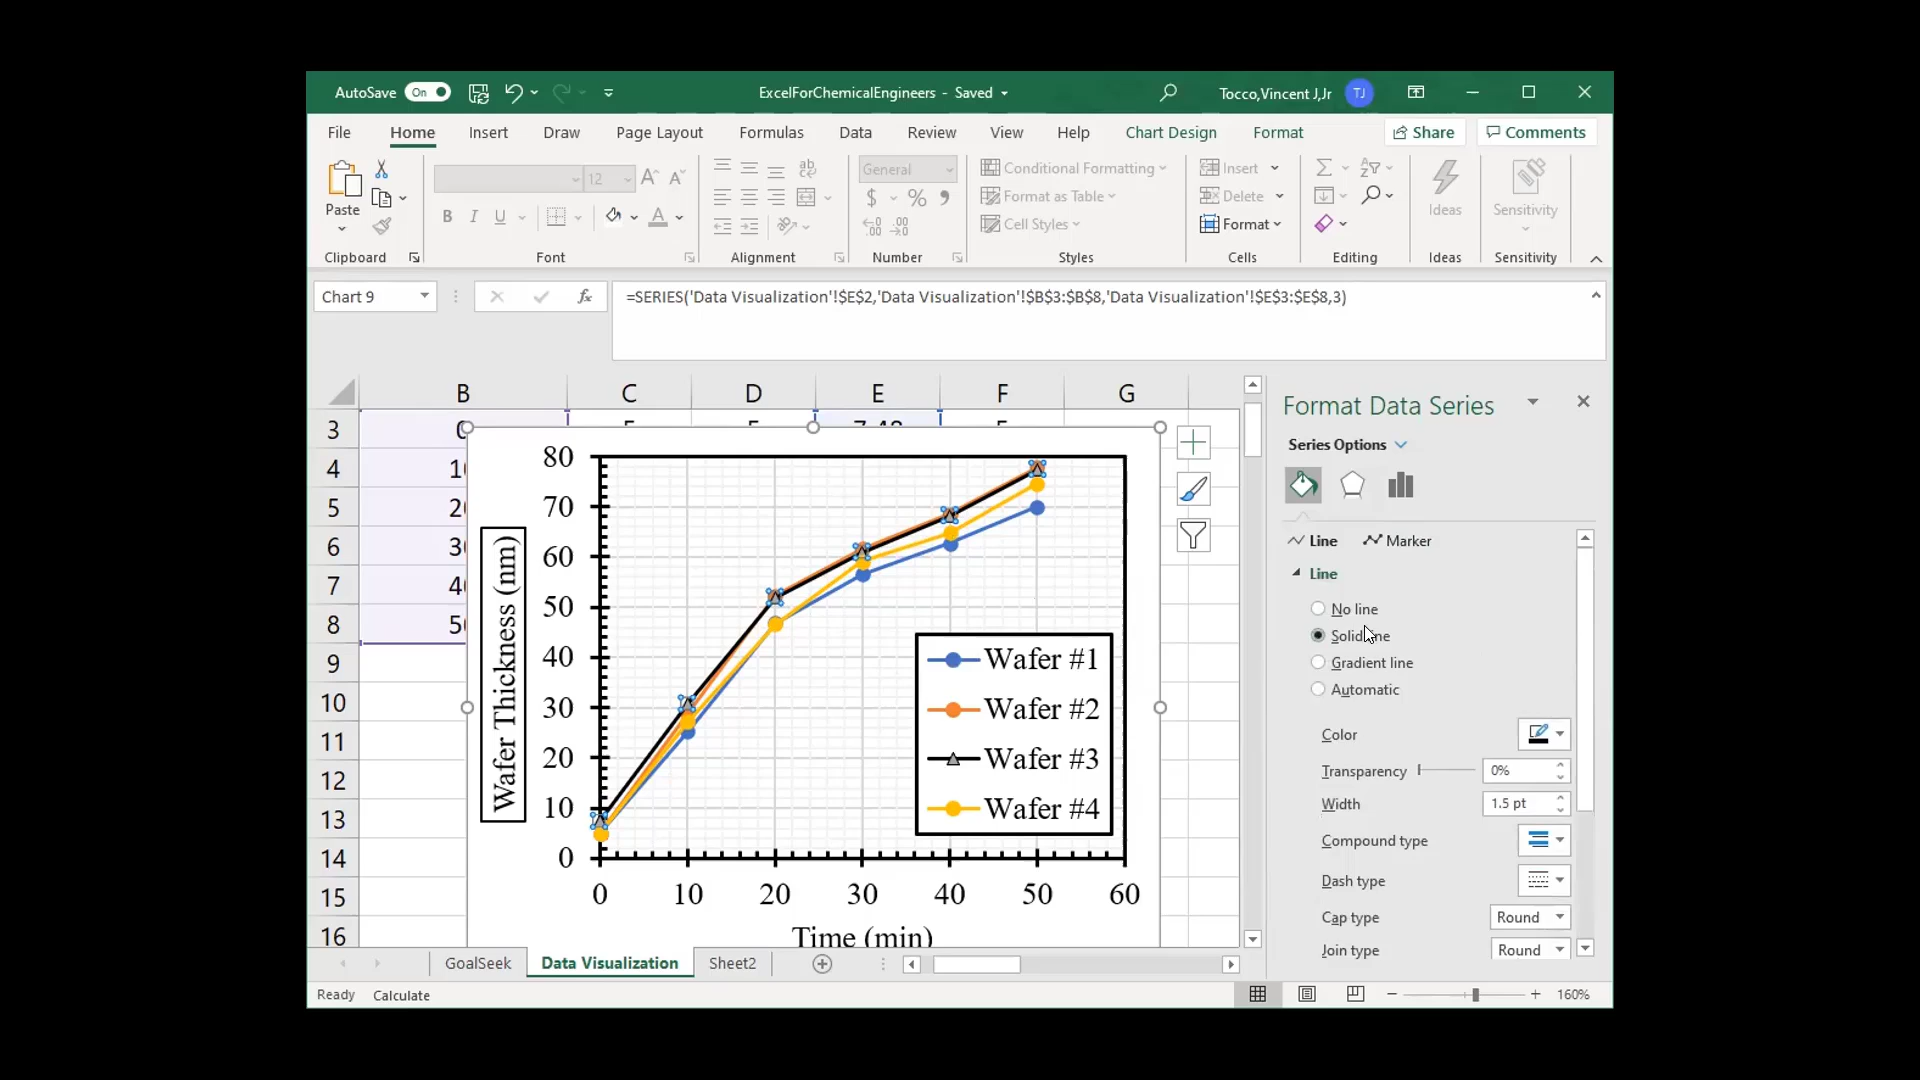 AutoSave On ExcelForChemicalEngineers - Saved Tocco,Vincent J,Jr TJ
File Home Insert Draw Page Layout Formulas Data Review View Help Chart Design Format Share Comments
Paste
12
B I U A
ab
General
$ %
Conditional Formatting
Format as Table
Cell Styles
Insert
Delete
Format
Ideas
Sensitivity
Clipboard Font Alignment Number Styles Cells Editing Ideas Sensitivity
Chart 9 fx =SERIES('Data Visualization'!$E$2,'Data Visualization'!$B$3:$B$8,'Data Visualization'!$E$3:$E$8,3)
B C D E F G
3
4
5
6
7
8
9
10
11
12
13
14
15
16
80
70
60
50
40
30
20
10
0
Wafer Thickness (nm)
Wafer #1
Wafer #2
Wafer #3
Wafer #4
0 10 20 30 40 50 60
Time (min)
Format Data Series
Series Options
Line Marker
Line
No line
Solid line
Gradient line
Automatic
Color
Transparency 0%
Width 1.5 pt
Compound type
Dash type
Cap type Round
Join type Round
GoalSeek Data Visualization Sheet2
Ready Calculate 160%